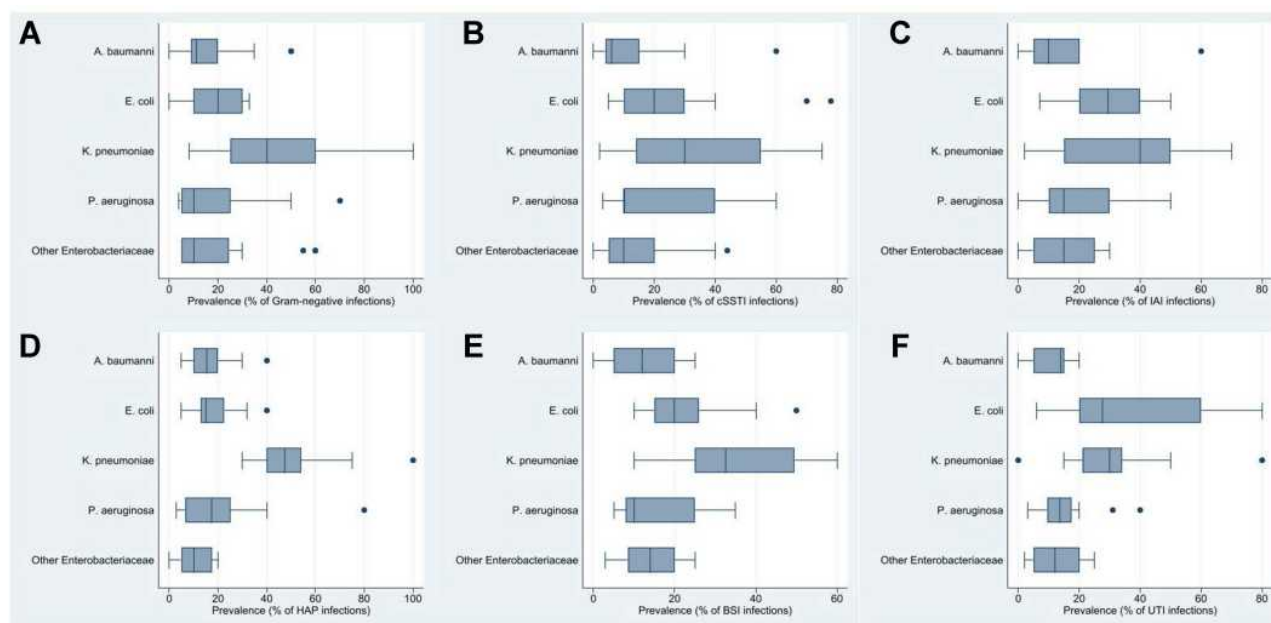 A
A. baumanni
E. coli
K. pneumoniae
P. aeruginosa
Other Enterobacteriaceae
0 20 40 60 80 100
Prevalence (% of Gram-negative infections)
B
A. baumanni
E. coli
K. pneumoniae
P. aeruginosa
Other Enterobacteriaceae
0 20 40 60 80
Prevalence (% of cSSTI infections)
C
A. baumanni
E. coli
K. pneumoniae
P. aeruginosa
Other Enterobacteriaceae
0 20 40 60 80
Prevalence (% of IAI infections)
D
A. baumanni
E. coli
K. pneumoniae
P. aeruginosa
Other Enterobacteriaceae
0 20 40 60 80 100
Prevalence (% of HAP infections)
E
A. baumanni
E. coli
K. pneumoniae
P. aeruginosa
Other Enterobacteriaceae
0 20 40 60
Prevalence (% of BSI infections)
F
A. baumanni
E. coli
K. pneumoniae
P. aeruginosa
Other Enterobacteriaceae
0 20 40 60 80
Prevalence (% of UTI infections)